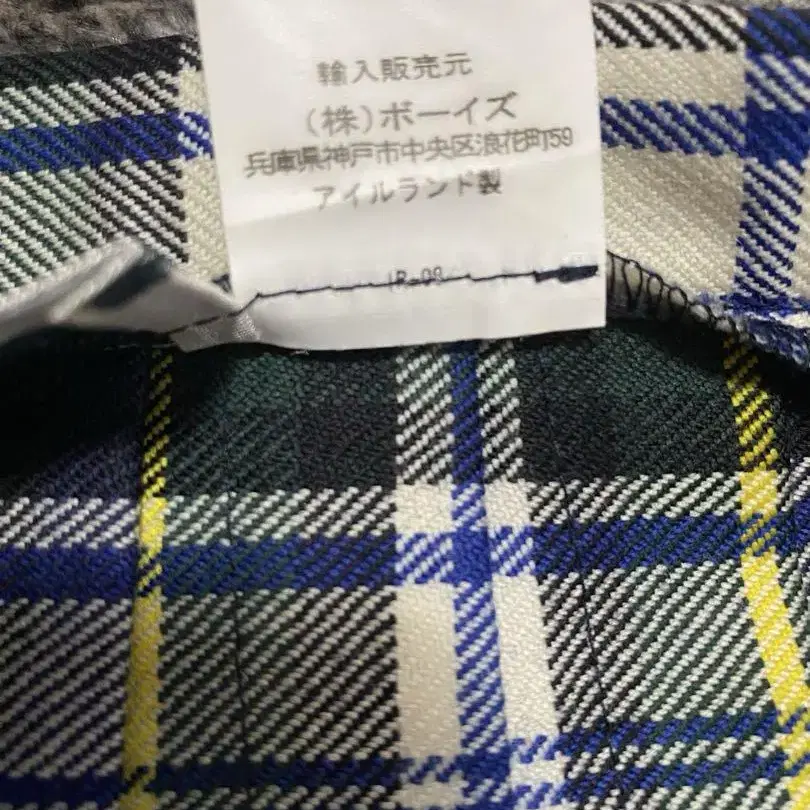 輸入販売元
(株)ボーイズ
兵庫県神戸市中央区浪花町59
アイルランド製